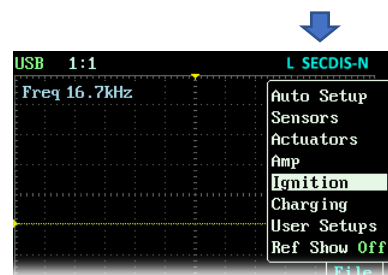 USB 1:1 L SECDIS-N
Freq 16.7kHz
Auto Setup
Sensors
Actuators
Amp
Ignition
Charging
User Setups
Ref Show Off
File